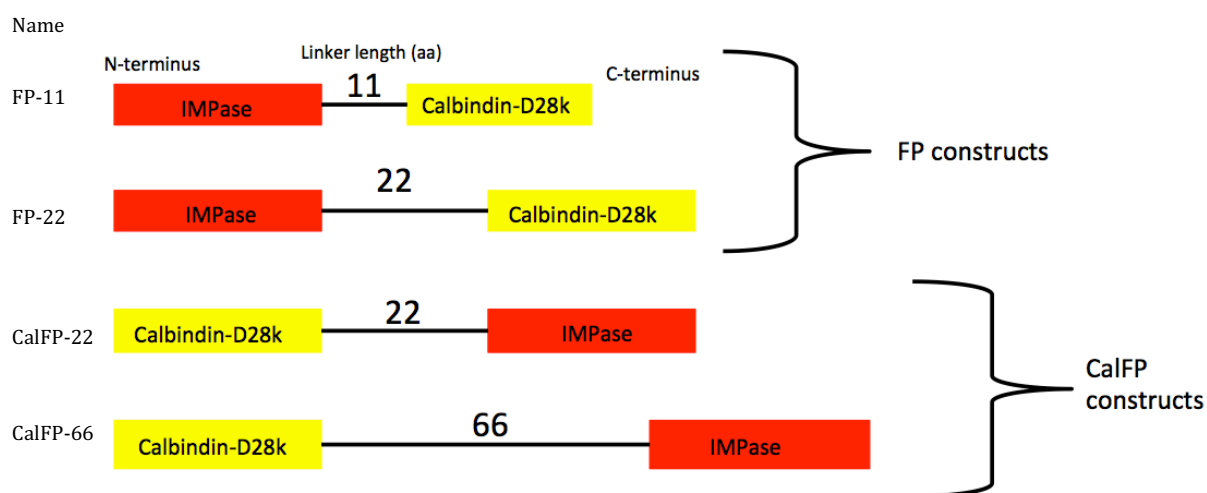 Name
N-terminus
Linker length (aa)
C-terminus
FP-11
IMPase
11
Calbindin-D28k
FP constructs
FP-22
IMPase
22
Calbindin-D28k
CalFP-22
Calbindin-D28k
22
IMPase
CalFP
constructs
CalFP-66
Calbindin-D28k
66
IMPase